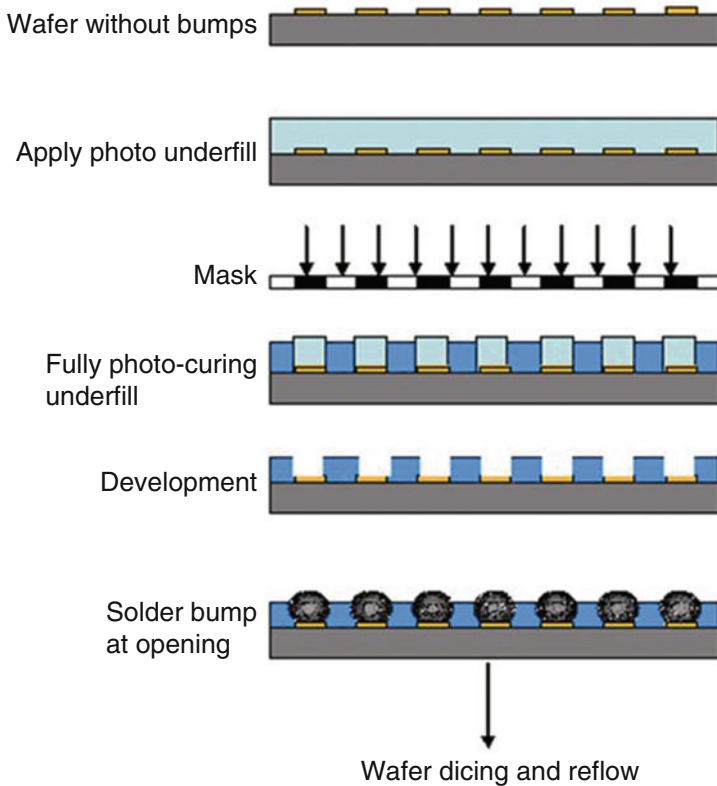 Wafer without bumps
Apply photo underfill
Mask
Fully photo-curing
underfill
Development
Solder bump
at opening
Wafer dicing and reflow